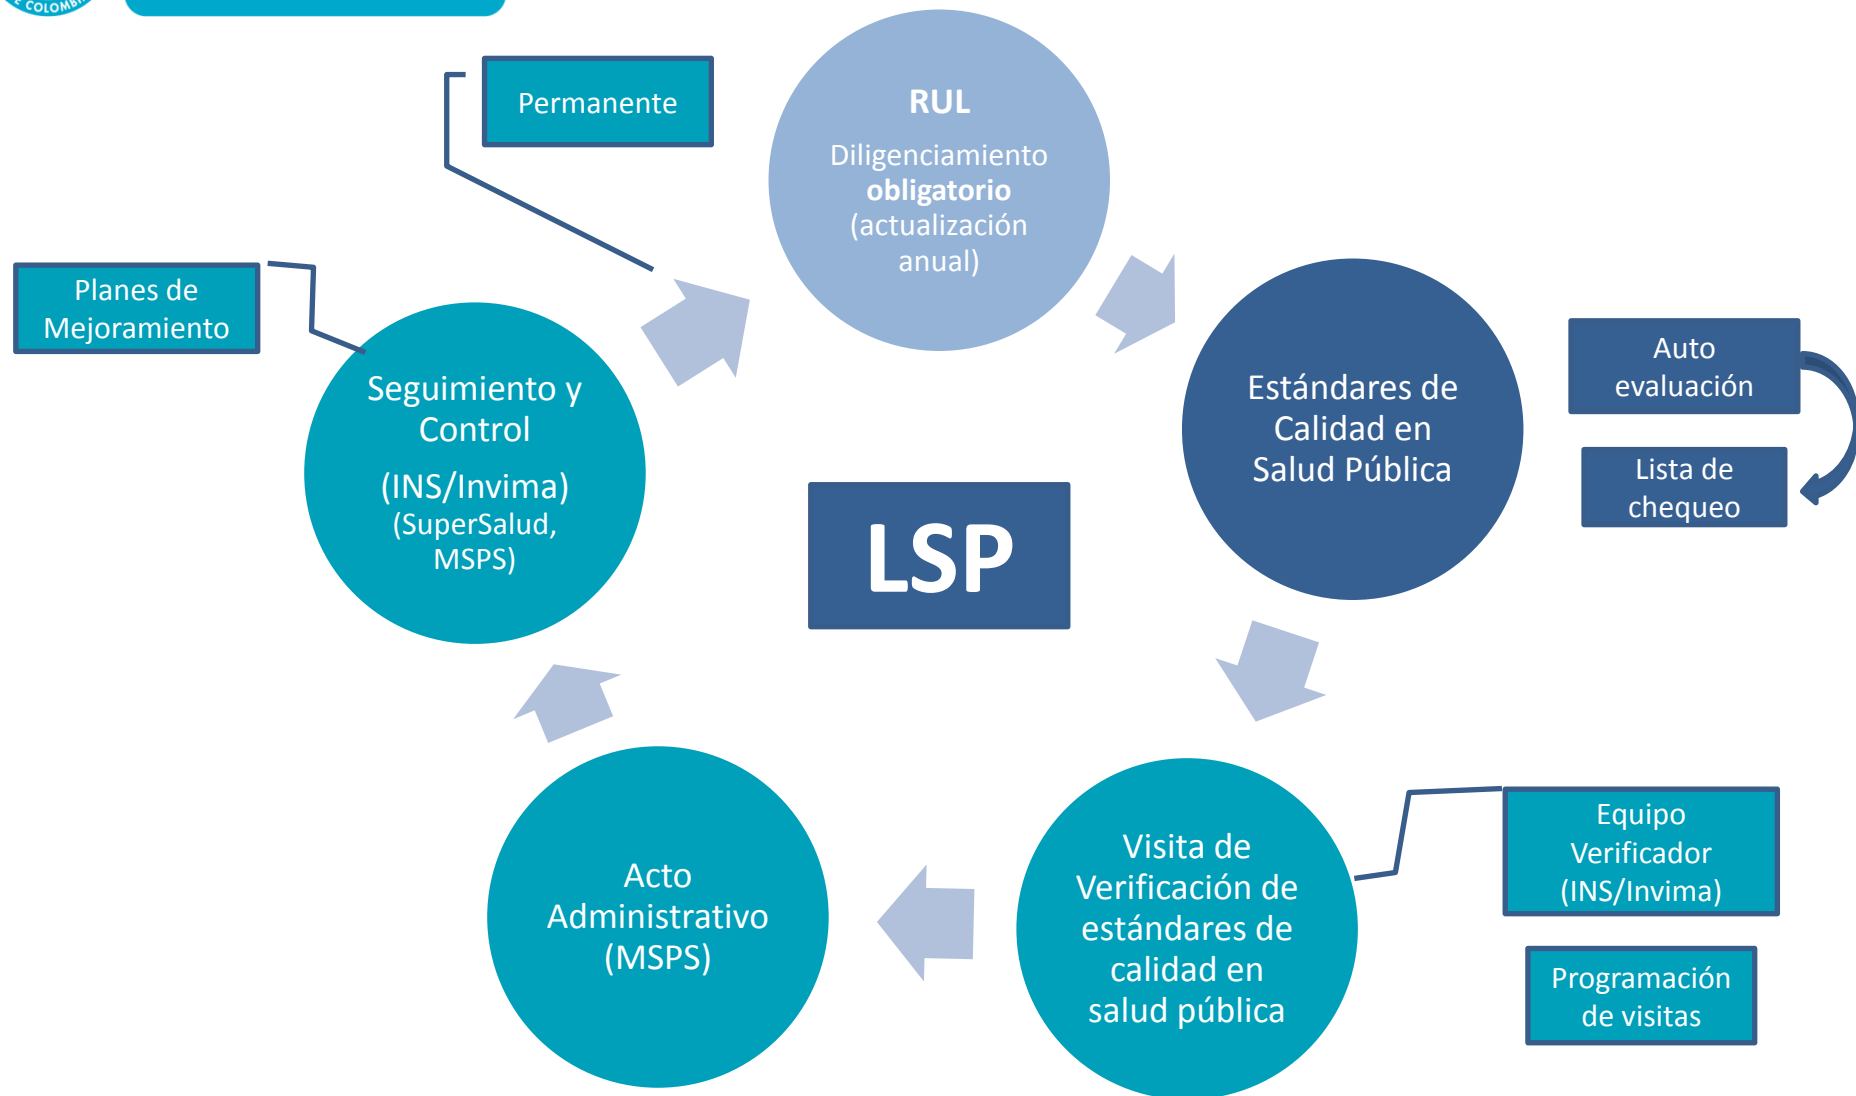 E COLOMBI
Permanente
RUL
Diligenciamiento
obligatorio
(actualización
anual)
Planes de
Mejoramiento
Seguimiento y
Control
(INS/Invima)
(SuperSalud,
MSPS)
Estándares de
Calidad en
Salud Pública
Auto
evaluación
Lista de
chequeo
LSP
Acto
Administrativo
(MSPS)
Visita de
Verificación de
estándares de
calidad en
salud pública
Equipo
Verificador
(INS/Invima)
Programación
de visitas